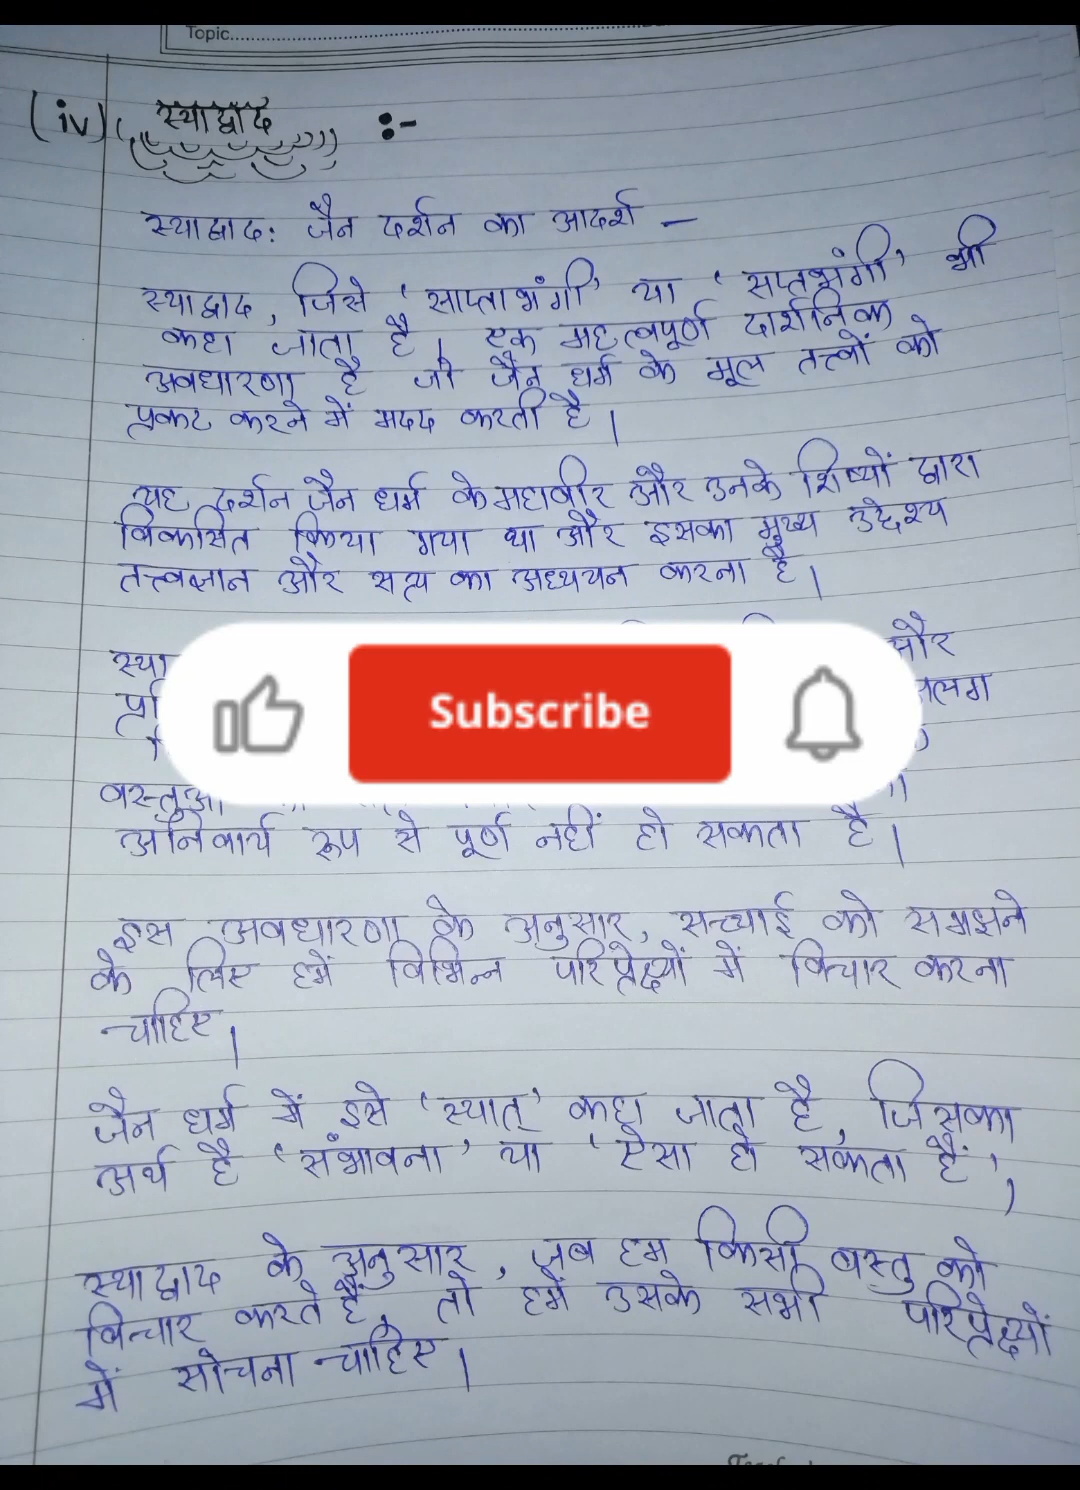 Topic
(iv) स्याद्वाद :-
स्याद्वाद: जैन दर्शन का आदर्श —
स्याद्वाद, जिसे 'साप्ताभंगी' या 'सप्तभंगी' भी
कहा जाता है, एक महत्वपूर्ण दार्शनिक
अवधारणा है जो जैन धर्म के मूल तत्त्वों को
प्रकट करने में मदद करती है।
यह दर्शन जैन धर्म के महावीर और उनके शिष्यों द्वारा
विकसित किया गया था और इसका मुख्य उद्देश्य
तत्त्वज्ञान और सत्य का अध्ययन करना है।
और
Subscribe
अनिवार्य रूप से पूर्ण नहीं हो सकता है।
इस अवधारणा के अनुसार, सच्चाई को समझने
के लिए हमें विभिन्न परिप्रेक्ष्यों में विचार करना
चाहिए।
जैन धर्म में इसे 'स्यात्' कहा जाता है, जिसका
अर्थ है 'संभावना' या 'ऐसा हो सकता है'।
स्याद्वाद के अनुसार, जब हम किसी वस्तु को
विचार करते हैं, तो हमें उसके सभी परिप्रेक्ष्यों
में सोचना चाहिए।